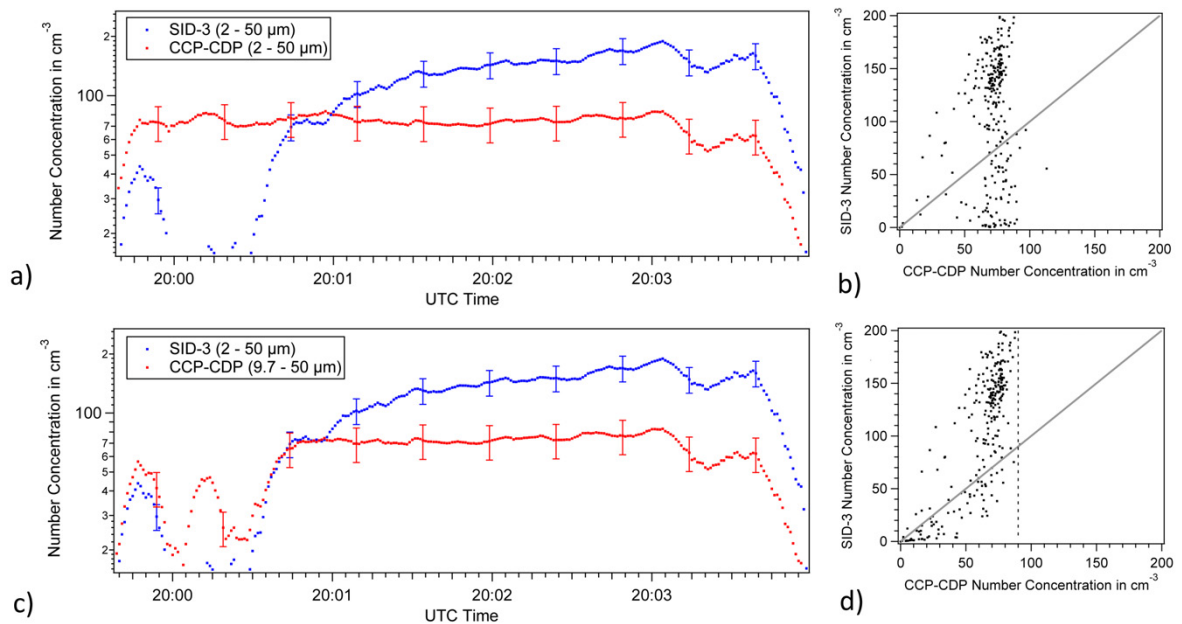 SID-3 (2 - 50 µm)
CCP-CDP (2 - 50 µm)
Number Concentration in cm-3
2
100
7
5
3
2
20:00 20:01 20:02 20:03
UTC Time
a)
SID-3 Number Concentration in cm-3
200
150
100
50
0
0 50 100 150 200
CCP-CDP Number Concentration in cm-3
b)
SID-3 (2 - 50 µm)
CCP-CDP (9.7 - 50 µm)
Number Concentration in cm-3
2
100
7
5
4
3
2
20:00 20:01 20:02 20:03
UTC Time
c)
SID-3 Number Concentration in cm-3
200
150
100
50
0
0 50 100 150 200
CCP-CDP Number Concentration in cm-3
d)